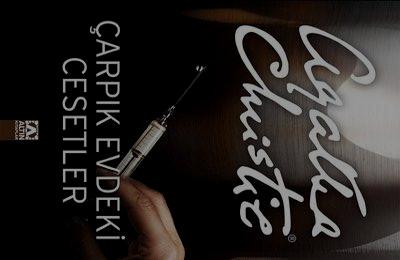 Agatha
Christie®
ÇARPIK EVDEKİ
CESETLER
ALTIN